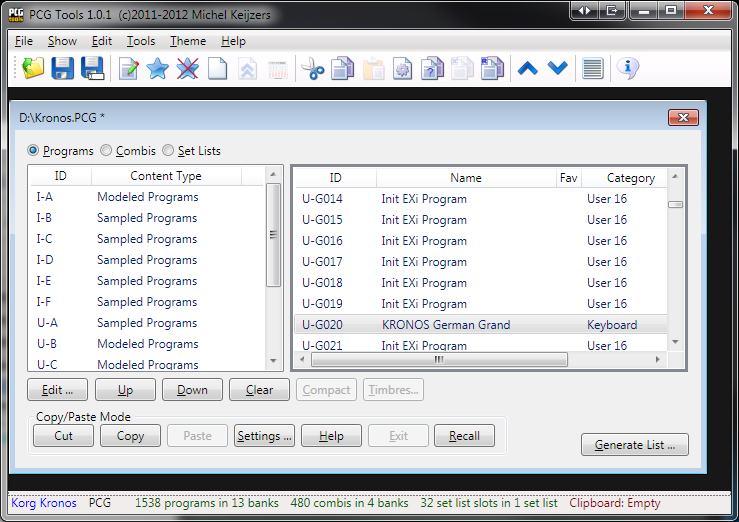 PCG Tools 1.0.1 (c)2011-2012 Michel Keijzers
File Show Edit Tools Theme Help
D:\Kronos.PCG *
Programs Combis Set Lists
ID Content Type
I-A Modeled Programs
I-B Sampled Programs
I-C Sampled Programs
I-D Sampled Programs
I-E Sampled Programs
I-F Sampled Programs
U-A Sampled Programs
U-B Modeled Programs
U-C Modeled Programs
ID Name Fav Category
U-G014 Init EXi Program User 16
U-G015 Init EXi Program User 16
U-G016 Init EXi Program User 16
U-G017 Init EXi Program User 16
U-G018 Init EXi Program User 16
U-G019 Init EXi Program User 16
U-G020 KRONOS German Grand Keyboard
U-G021 Init EXi Program User 16
Edit ... Up Down Clear Compact Timbres...
Copy/Paste Mode
Cut Copy Paste Settings ... Help Exit Recall
Generate List ...
Korg Kronos PCG 1538 programs in 13 banks 480 combis in 4 banks 32 set list slots in 1 set list Clipboard: Empty